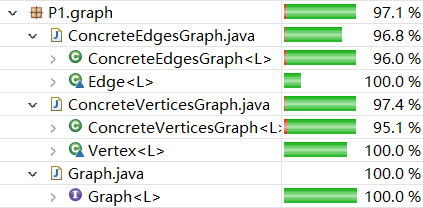 P1.graph 97.1 %
ConcreteEdgesGraph.java 96.8 %
ConcreteEdgesGraph<L> 96.0 %
Edge<L> 100.0 %
ConcreteVerticesGraph.java 97.4 %
ConcreteVerticesGraph<L> 95.1 %
Vertex<L> 100.0 %
Graph.java 100.0 %
Graph<L> 100.0 %